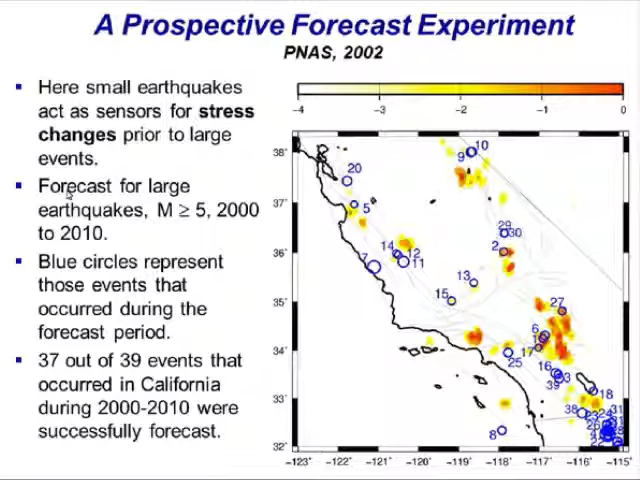 A Prospective Forecast Experiment
PNAS, 2002
Here small earthquakes
act as sensors for stress
changes prior to large
events.
Forecast for large
earthquakes, M ≥ 5, 2000
to 2010.
Blue circles represent
those events that
occurred during the
forecast period.
37 out of 39 events that
occurred in California
during 2000-2010 were
successfully forecast.
−4 −3 −2 −1 0
38°
37°
36°
35°
34°
33°
32°
10
9
20
5
29
30
2
14
12
11
7
13
15
27
6
17
25
16
39
18
38
8
−123° −122° −121° −120° −119° −118° −117° −116° −115°